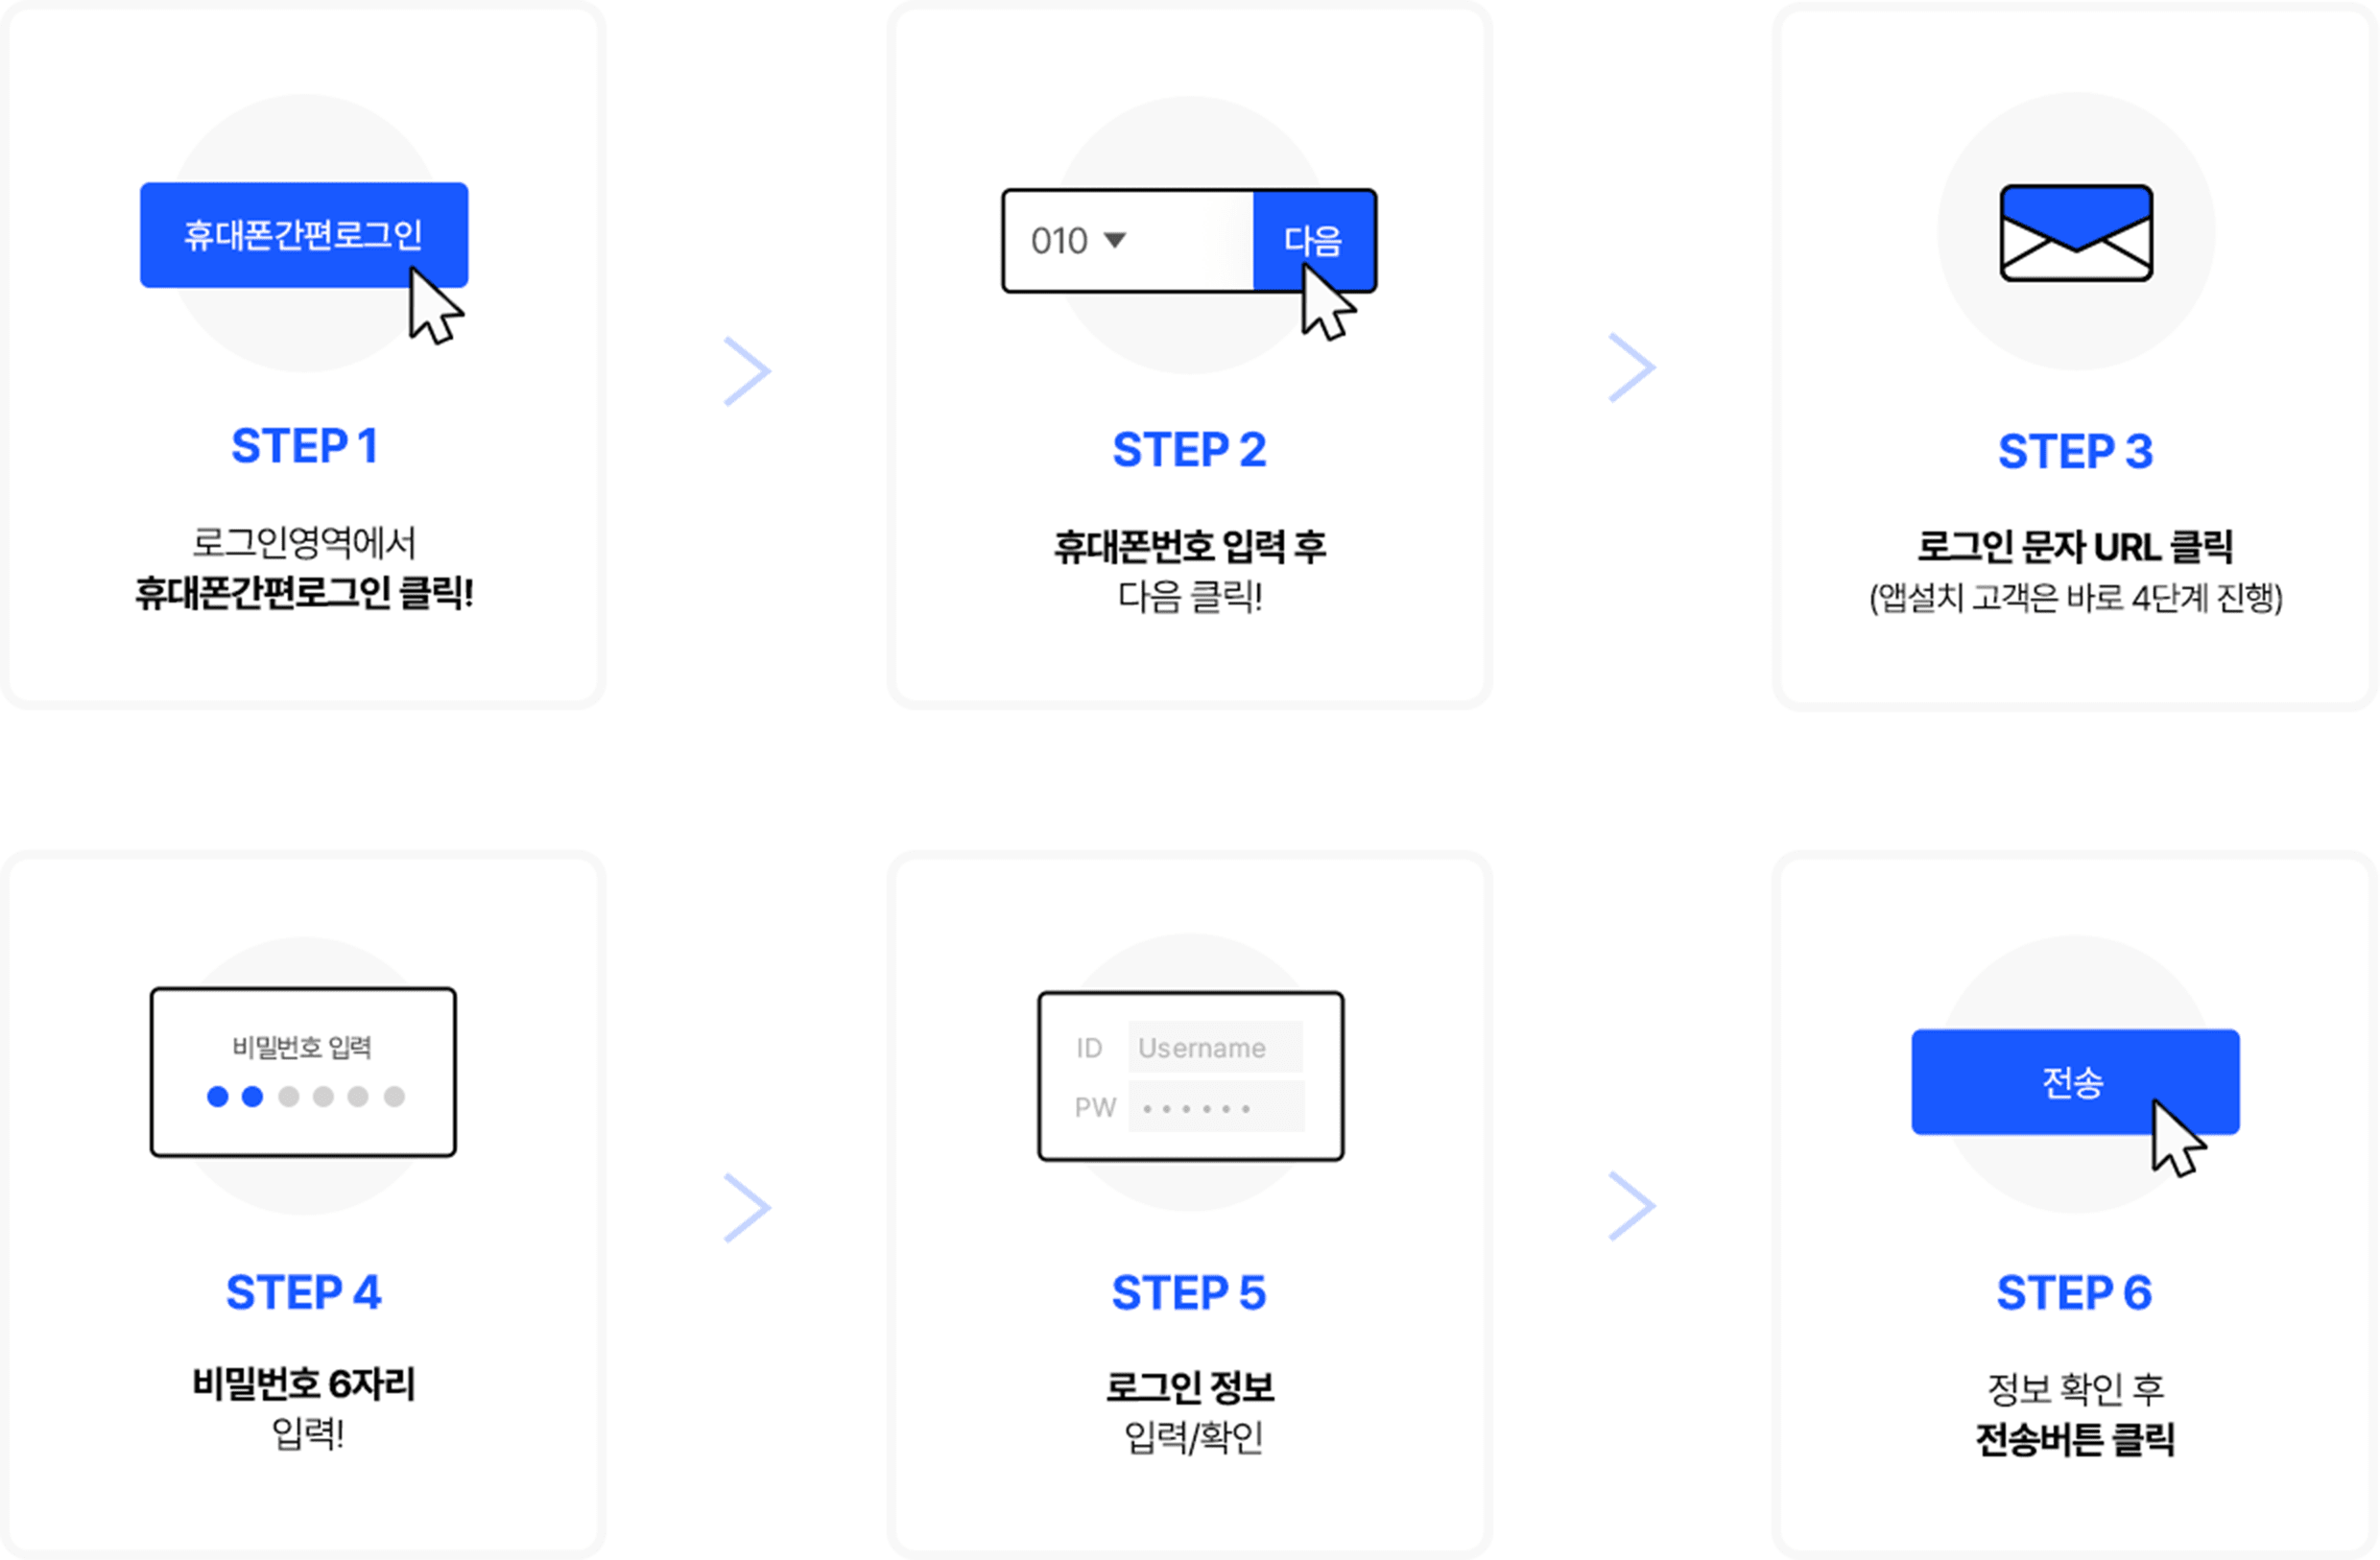 휴대폰간편로그인
STEP 1
로그인영역에서
휴대폰간편로그인 클릭!
010
다음
STEP 2
휴대폰번호 입력 후
다음 클릭!
STEP 3
로그인 문자 URL 클릭
(앱설치 고객은 바로 4단계 진행)
비밀번호 입력
STEP 4
비밀번호 6자리
입력!
ID Username
PW
STEP 5
로그인 정보
입력/확인
전송
STEP 6
정보 확인 후
전송버튼 클릭